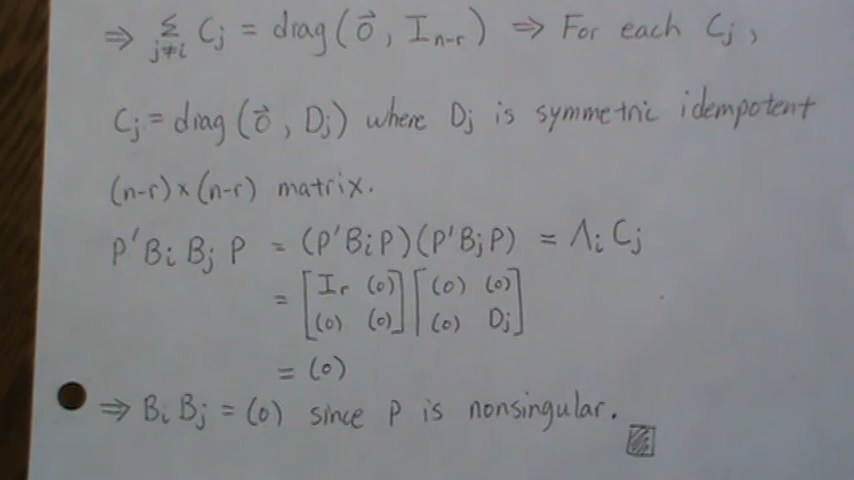 ⇒ Σ_{j≠i} C_j = diag(0⃗, I_{n-r}) ⇒ For each C_j,
C_j = diag(0⃗, D_j) where D_j is symmetric idempotent
(n-r)×(n-r) matrix.
P'B_i B_j P = (P'B_i P)(P'B_j P) = Λ_i C_j
= [I_r (0); (0) (0)] [(0) (0); (0) D_j]
= (0)
⇒ B_i B_j = (0) since P is nonsingular.